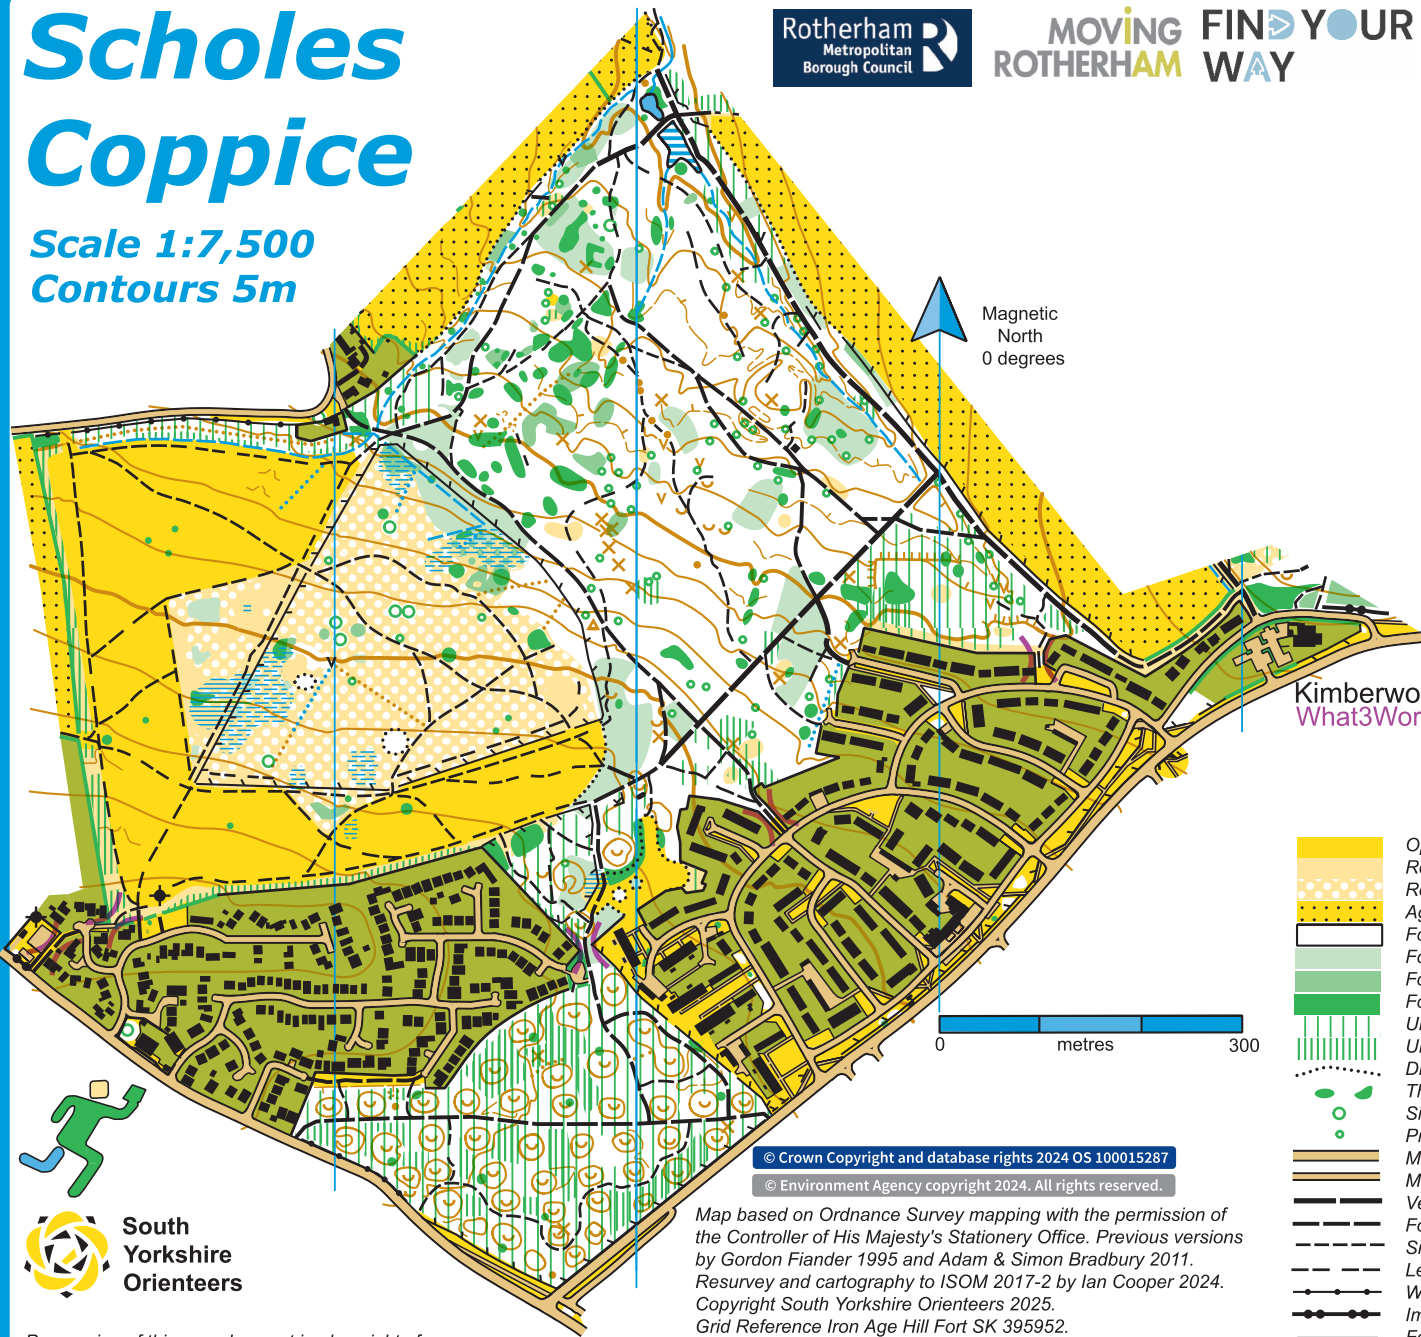 Scholes
Coppice
Scale 1:7,500
Contours 5m
Rotherham
Metropolitan
Borough Council
MOVING
ROTHERHAM
FIND YOUR
WAY
Magnetic
North
0 degrees
Kimberwo
What3Wor
0 metres 300
South
Yorkshire
Orienteers
© Crown Copyright and database rights 2024 OS 100015287
© Environment Agency copyright 2024. All rights reserved.
Map based on Ordnance Survey mapping with the permission of
the Controller of His Majesty's Stationery Office. Previous versions
by Gordon Fiander 1995 and Adam & Simon Bradbury 2011.
Resurvey and cartography to ISOM 2017-2 by Ian Cooper 2024.
Copyright South Yorkshire Orienteers 2025.
Grid Reference Iron Age Hill Fort SK 395952.